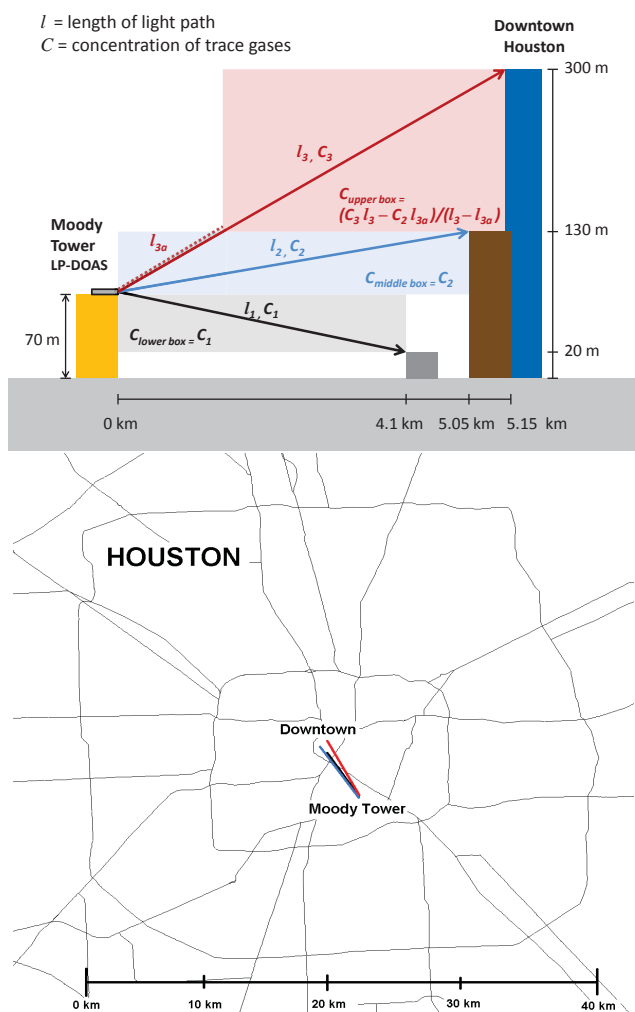 l = length of light path
C = concentration of trace gases
Downtown
Houston
300 m
l3, C3
Cupper box =
(C3 l3 – C2 l3a)/(l3 – l3a)
Moody
Tower
LP-DOAS
l3a
130 m
l2, C2
Cmiddle box = C2
l1, C1
70 m
Clower box = C1
20 m
0 km
4.1 km
5.05 km
5.15 km
HOUSTON
Downtown
Moody Tower
0 km
10 km
20 km
30 km
40 km